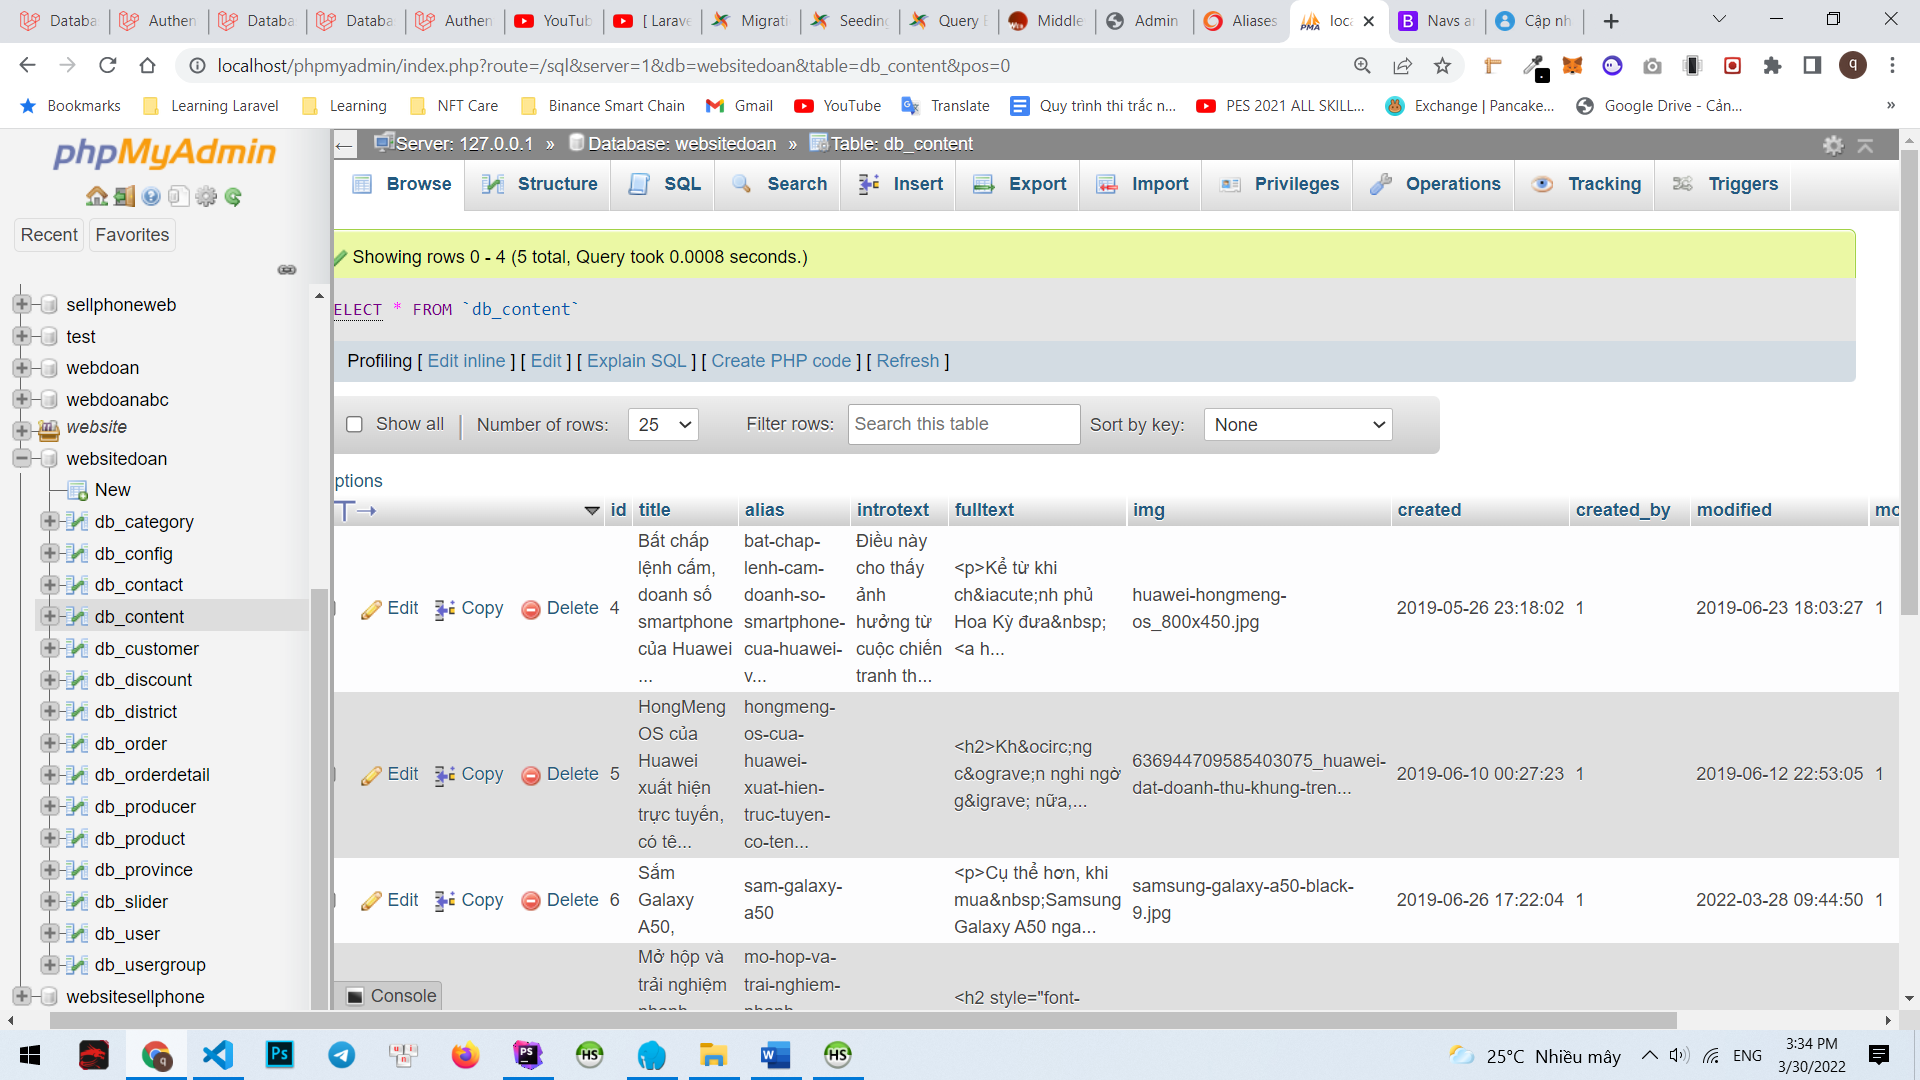 Databa
Authen
Databa
Databa
Authen
YouTub
[ Larave
Migrati
Seeding
Query B
Middle
Admin
Aliases
loca
Navs a
Cập nh
localhost/phpmyadmin/index.php?route=/sql&server=1&db=websitedoan&table=db_content&pos=0
q
Bookmarks
Learning Laravel
Learning
NFT Care
Binance Smart Chain
Gmail
YouTube
Translate
Quy trình thi trắc n...
PES 2021 ALL SKILL...
Exchange | Pancake...
Google Drive - Cản...
»
phpMyAdmin
Recent
Favorites
sellphoneweb
test
webdoan
webdoanabc
website
websitedoan
New
db_category
db_config
db_contact
db_content
db_customer
db_discount
db_district
db_order
db_orderdetail
db_producer
db_product
db_province
db_slider
db_user
db_usergroup
websitesellphone
Server: 127.0.0.1 » Database: websitedoan » Table: db_content
Browse
Structure
SQL
Search
Insert
Export
Import
Privileges
Operations
Tracking
Triggers
Showing rows 0 - 4 (5 total, Query took 0.0008 seconds.)
ELECT * FROM `db_content`
Profiling [ Edit inline ] [ Edit ] [ Explain SQL ] [ Create PHP code ] [ Refresh ]
Show all
Number of rows:
25
Filter rows:
Search this table
Sort by key:
None
ptions
id title alias introtext fulltext img created created_by modified mo
Edit Copy Delete 4
Bất chấp
lệnh cấm,
doanh số
smartphone
của Huawei
...
bat-chap-
lenh-cam-
doanh-so-
smartphone-
cua-huawei-
v...
Điều này
cho thấy
ảnh
hưởng từ
cuộc chiến
tranh th...
<p>Kể từ khi
ch&iacute;nh phủ
Hoa Kỳ đưa&nbsp;
<a h...
huawei-hongmeng-
os_800x450.jpg
2019-05-26 23:18:02 1
2019-06-23 18:03:27 1
Edit Copy Delete 5
HongMeng
OS của
Huawei
xuất hiện
trực tuyến,
có tê...
hongmeng-
os-cua-
huawei-
xuat-hien-
truc-tuyen-
co-ten...
<h2>Kh&ocirc;ng
c&ograve;n nghi ngờ
g&igrave; nữa,...
636944709585403075_huawei-
dat-doanh-thu-khung-tren...
2019-06-10 00:27:23 1
2019-06-12 22:53:05 1
Edit Copy Delete 6
Sắm
Galaxy
A50,
sam-galaxy-
a50
<p>Cụ thể hơn, khi
mua&nbsp;Samsung
Galaxy A50 nga...
samsung-galaxy-a50-black-
9.jpg
2019-06-26 17:22:04 1
2022-03-28 09:44:50 1
Mở hộp và
trải nghiệm
nhanh
mo-hop-va-
trai-nghiem-
nhanh
<h2 style="font-
Console
25°C Nhiều mây
ENG
3:34 PM
3/30/2022